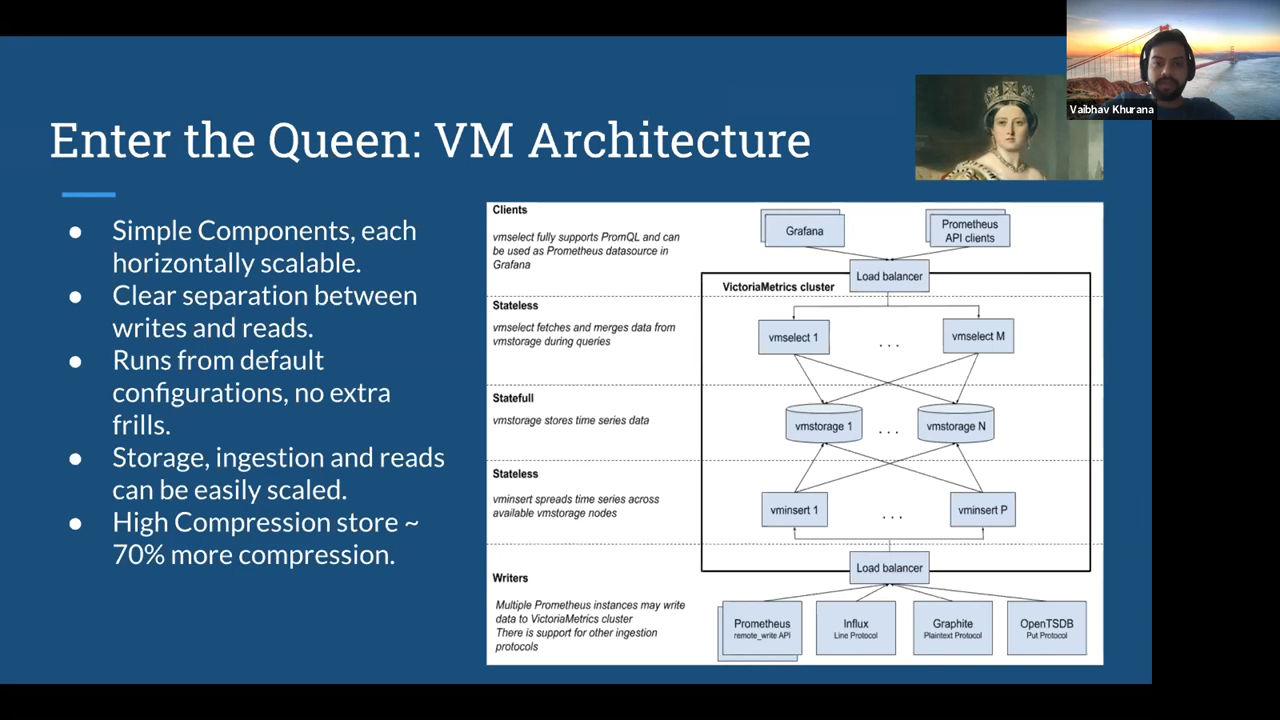 Vaibhav Khurana
Enter the Queen: VM Architecture
● Simple Components, each
horizontally scalable.
● Clear separation between
writes and reads.
● Runs from default
configurations, no extra
frills.
● Storage, ingestion and reads
can be easily scaled.
● High Compression store ~
70% more compression.
Clients
vmselect fully supports PromQL and can
be used as Prometheus datasource in
Grafana
Grafana
Prometheus
API clients
Load balancer
VictoriaMetrics cluster
Stateless
vmselect fetches and merges data from
vmstorage during queries
vmselect 1
. . .
vmselect M
Statefull
vmstorage stores time series data
vmstorage 1
. . .
vmstorage N
Stateless
vminsert spreads time series across
available vmstorage nodes
vminsert 1
. . .
vminsert P
Load balancer
Writers
Multiple Prometheus instances may write
data to VictoriaMetrics cluster
There is support for other ingestion
protocols
Prometheus
remote_write API
Influx
Line Protocol
Graphite
Plaintext Protocol
OpenTSDB
Put Protocol